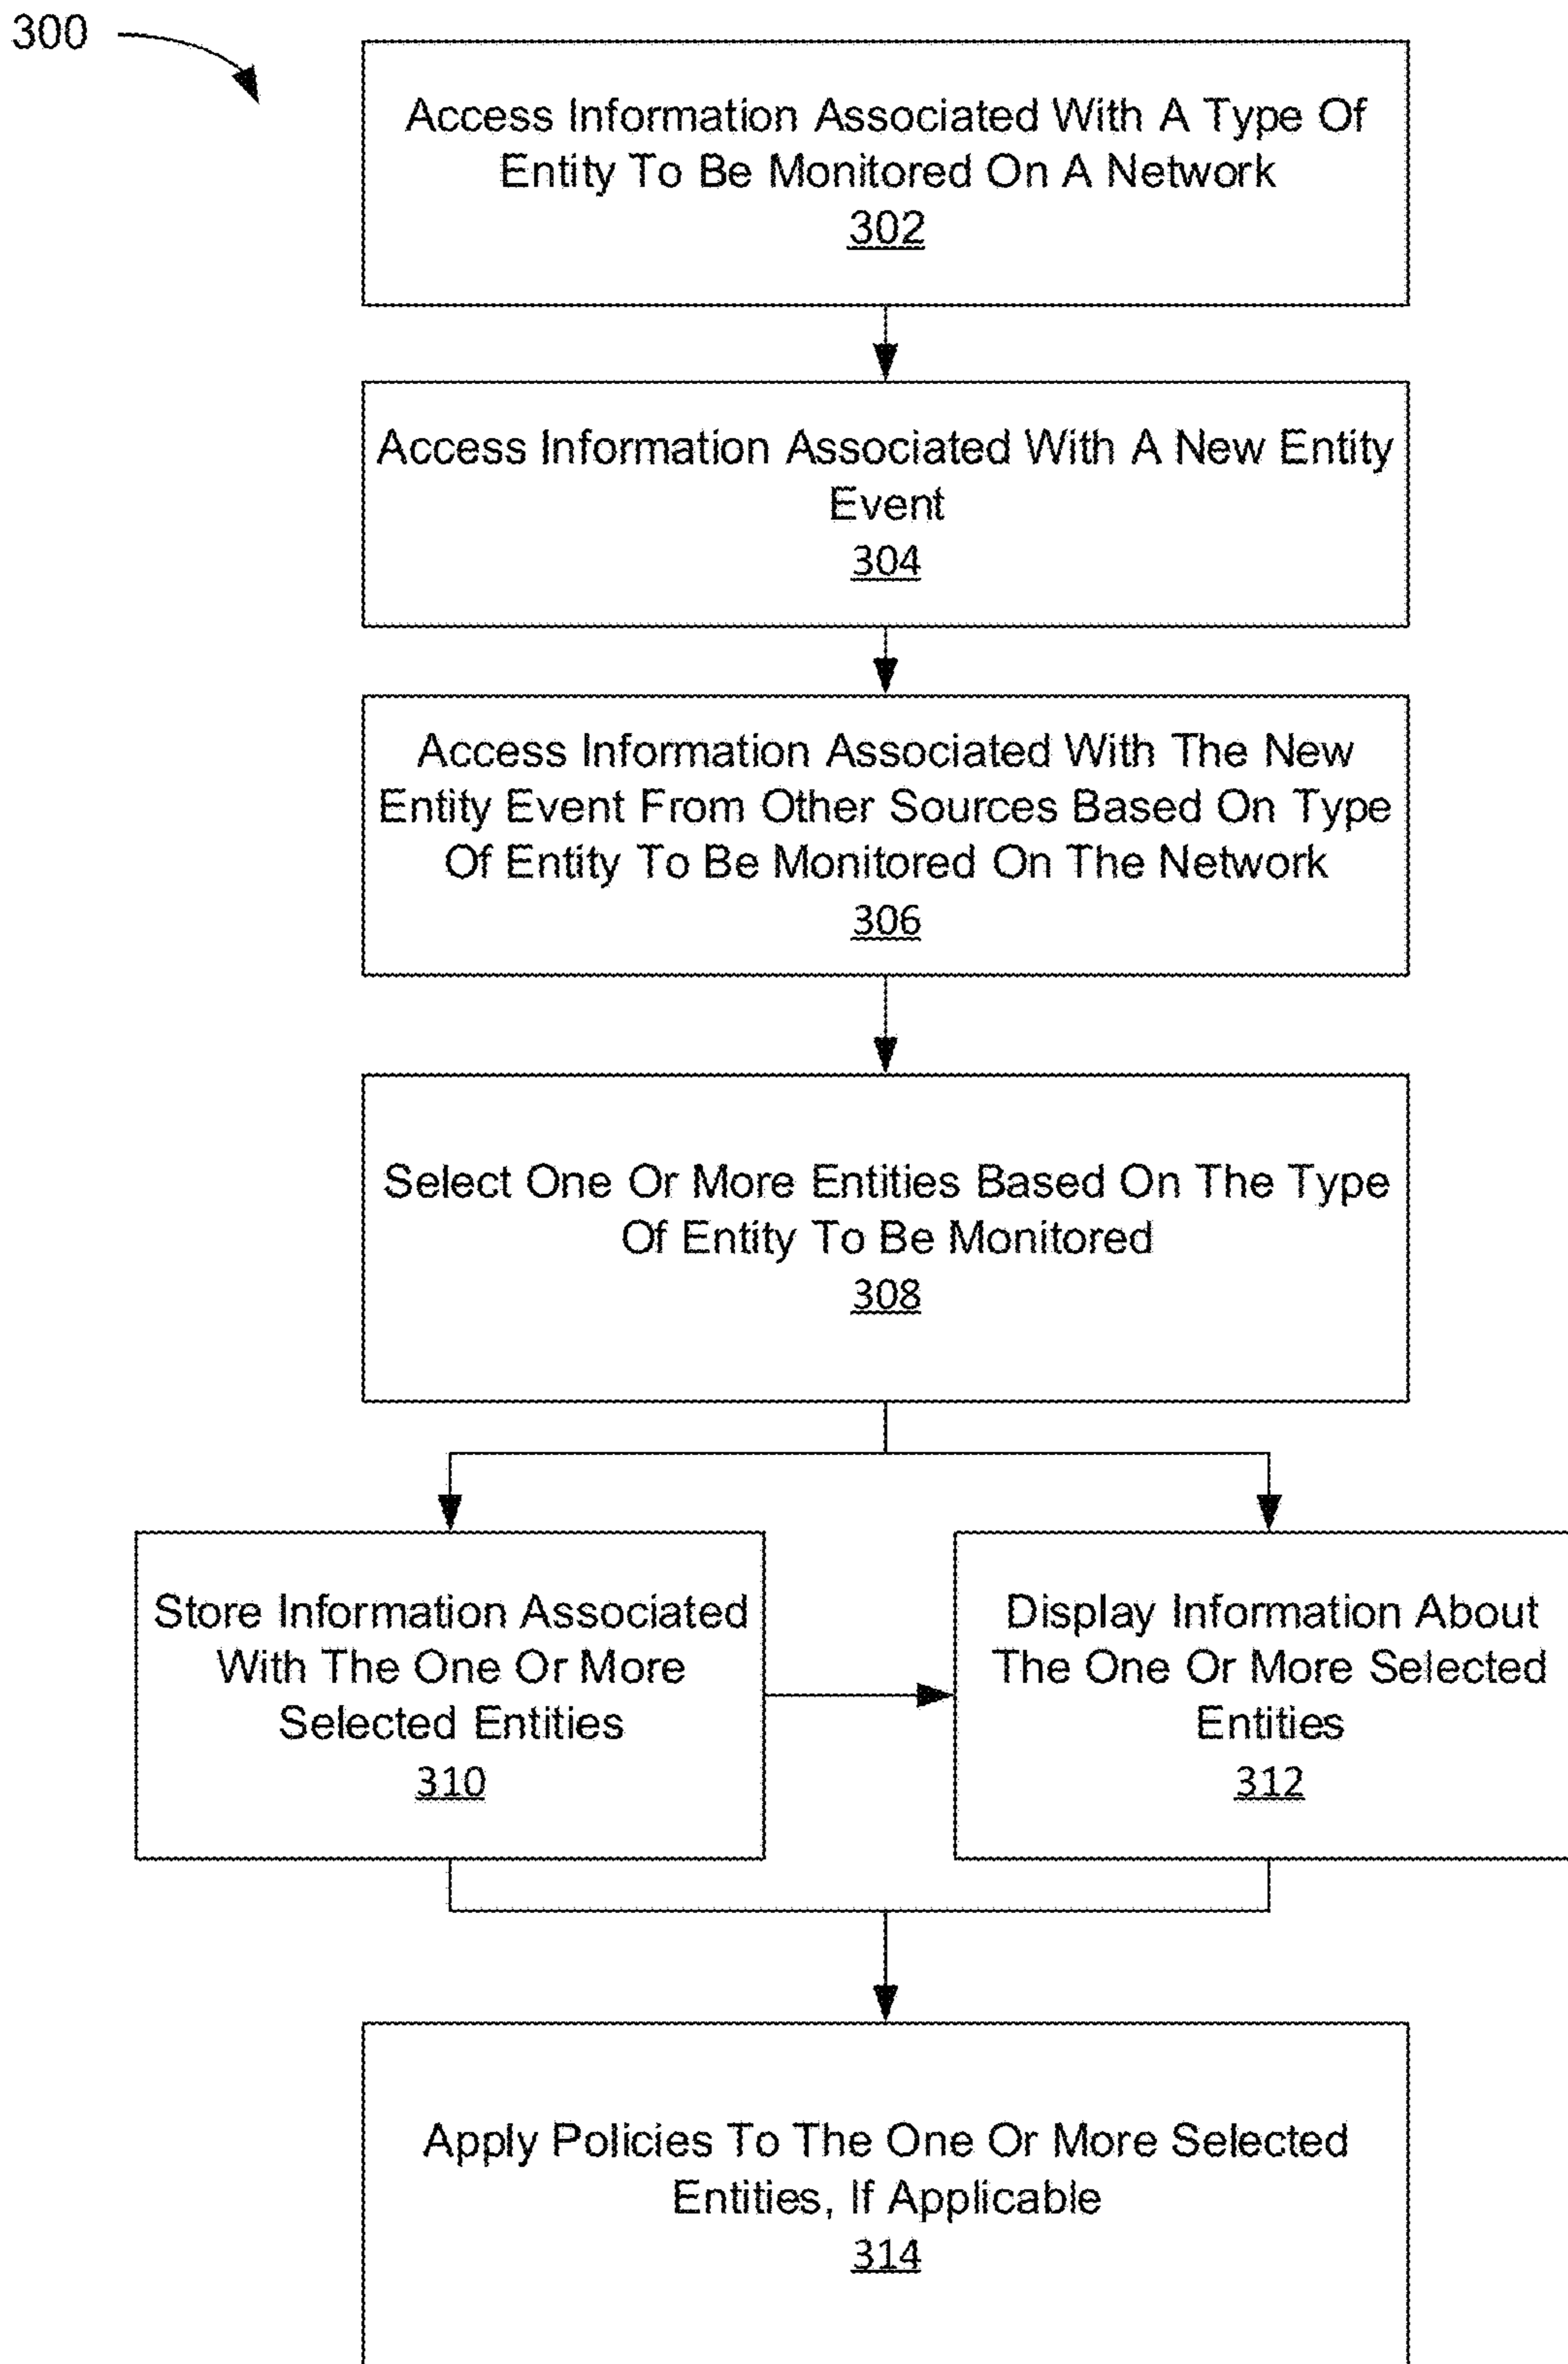 300
Access Information Associated With A Type Of
Entity To Be Monitored On A Network
302
Access Information Associated With A New Entity
Event
304
Access Information Associated With The New
Entity Event From Other Sources Based On Type
Of Entity To Be Monitored On The Network
306
Select One Or More Entities Based On The Type
Of Entity To Be Monitored
308
Store Information Associated
With The One Or More
Selected Entities
310
Display Information About
The One Or More Selected
Entities
312
Apply Policies To The One Or More Selected
Entities, If Applicable
314